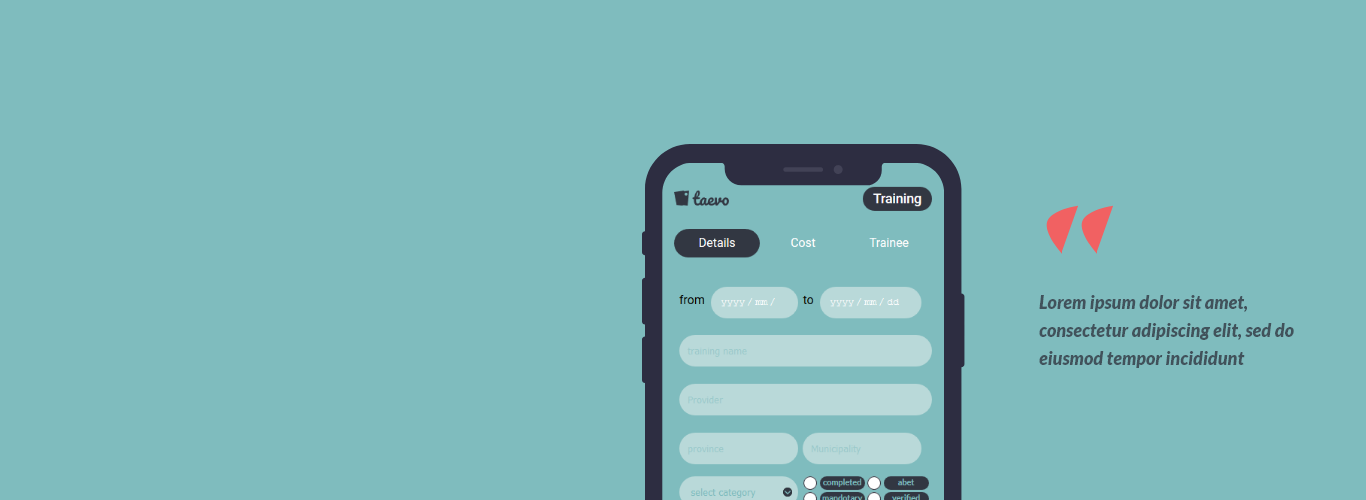 taevo
Training
Details Cost Trainee
from yyyy / mm / to yyyy / mm / dd
training name
Provider
province Municipality
select category
completed abet
mandotary verified
Lorem ipsum dolor sit amet,
consectetur adipiscing elit, sed do
eiusmod tempor incididunt